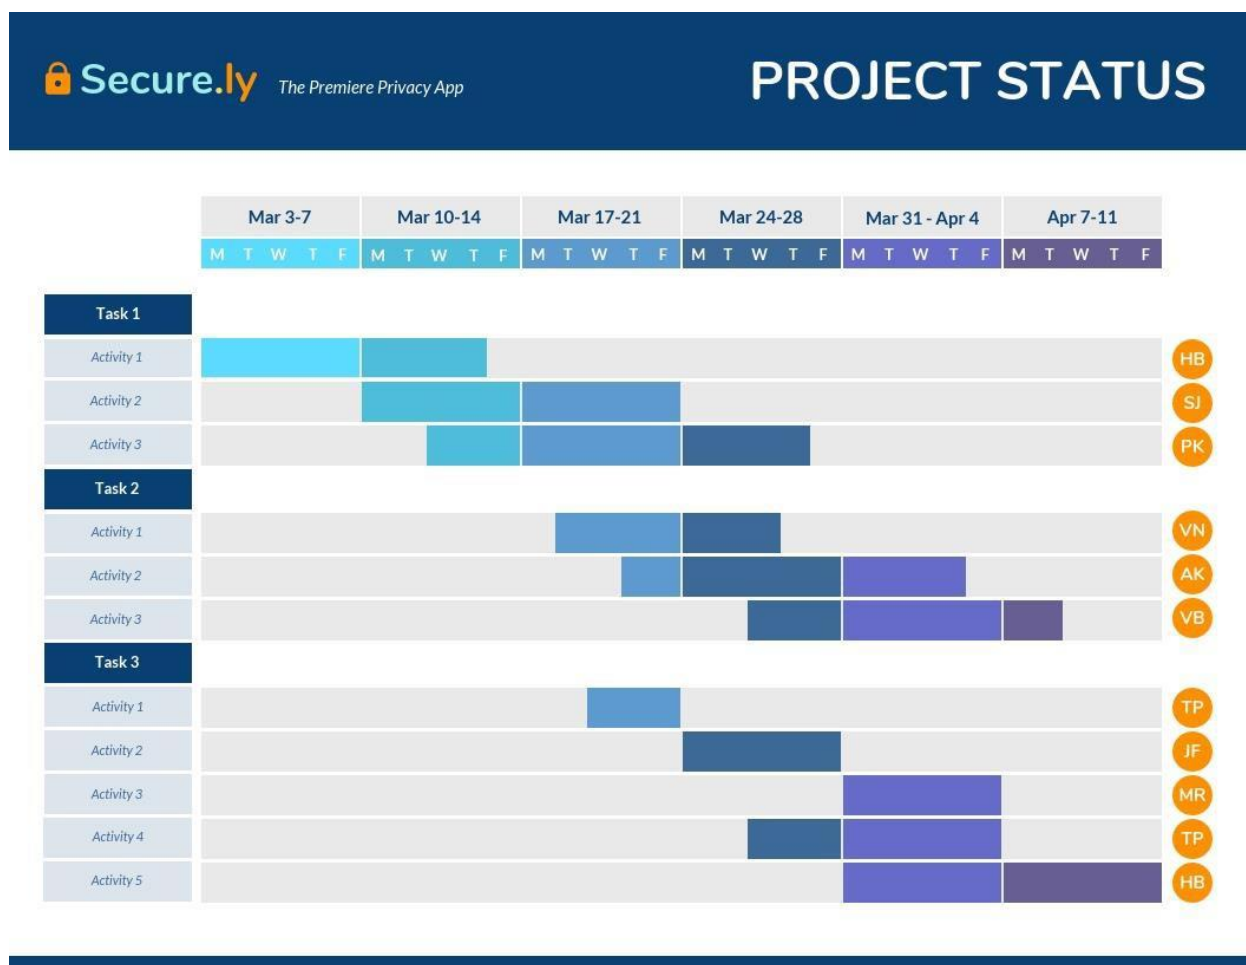 Secure.ly The Premiere Privacy App PROJECT STATUS
Mar 3-7 Mar 10-14 Mar 17-21 Mar 24-28 Mar 31 - Apr 4 Apr 7-11
M T W T F M T W T F M T W T F M T W T F M T W T F M T W T F
Task 1
Activity 1 HB
Activity 2 SJ
Activity 3 PK
Task 2
Activity 1 VN
Activity 2 AK
Activity 3 VB
Task 3
Activity 1 TP
Activity 2 JF
Activity 3 MR
Activity 4 TP
Activity 5 HB